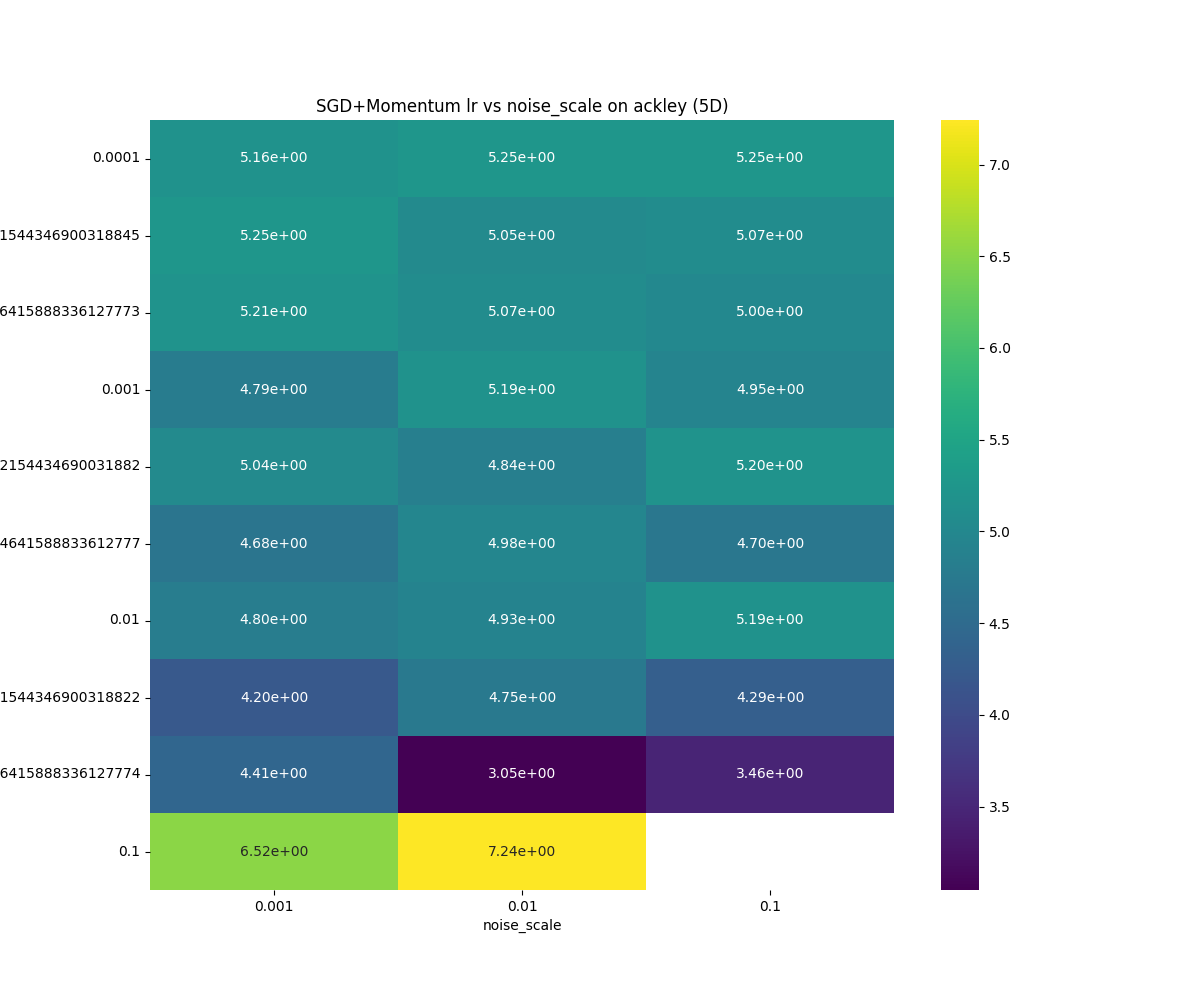 SGD+Momentum lr vs noise_scale on ackley (5D)
0.0001 5.16e+00 5.25e+00 5.25e+00
1544346900318845 5.25e+00 5.05e+00 5.07e+00
6415888336127773 5.21e+00 5.07e+00 5.00e+00
0.001 4.79e+00 5.19e+00 4.95e+00
2154434690031882 5.04e+00 4.84e+00 5.20e+00
4641588833612777 4.68e+00 4.98e+00 4.70e+00
0.01 4.80e+00 4.93e+00 5.19e+00
1544346900318822 4.20e+00 4.75e+00 4.29e+00
6415888336127774 4.41e+00 3.05e+00 3.46e+00
0.1 6.52e+00 7.24e+00
0.001 0.01 0.1
noise_scale
7.0
6.5
6.0
5.5
5.0
4.5
4.0
3.5